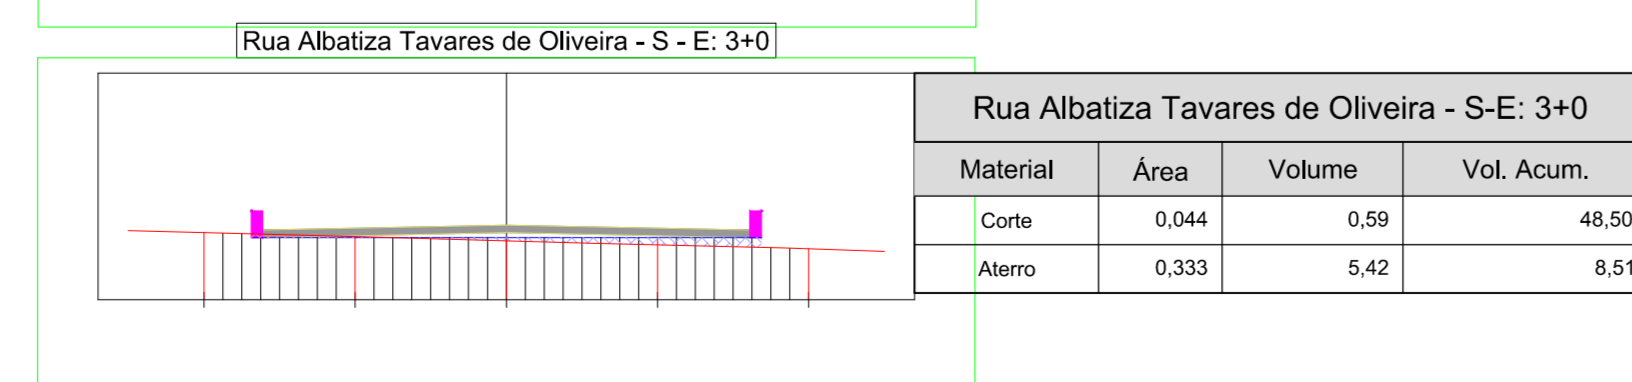 Rua Albatiza Tavares de Oliveira - S - E: 3+0
Rua Albatiza Tavares de Oliveira - S-E: 3+0
Material Área Volume Vol. Acum.
Corte 0,044 0,59 48,50
Aterro 0,333 5,42 8,51